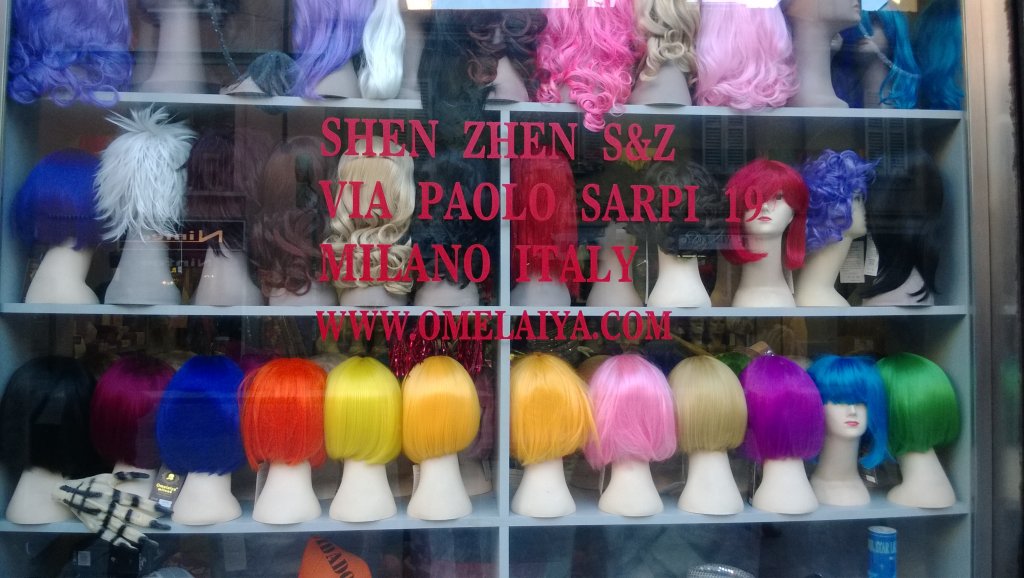 SHEN ZHEN S&Z
VIA PAOLO SARPI 19
MILANO ITALY
WWW.OMELAIYA.COM